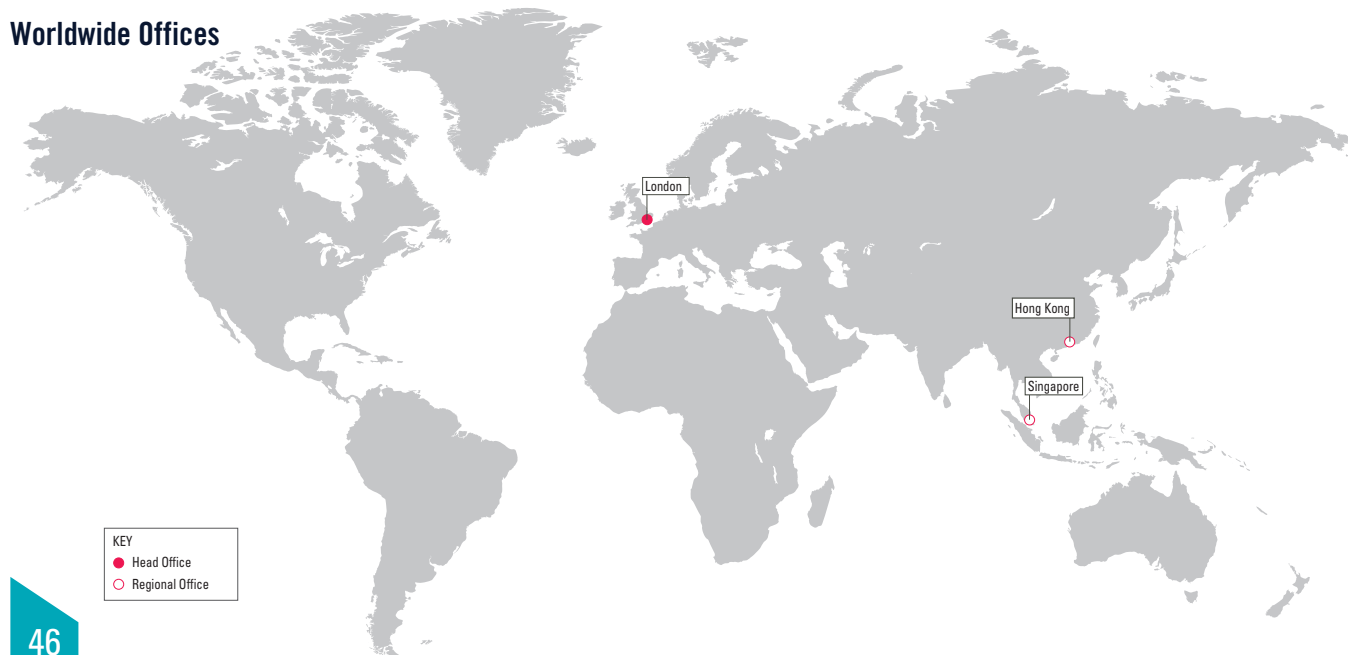 Worldwide Offices
London
Hong Kong
Singapore
KEY
Head Office
Regional Office
46